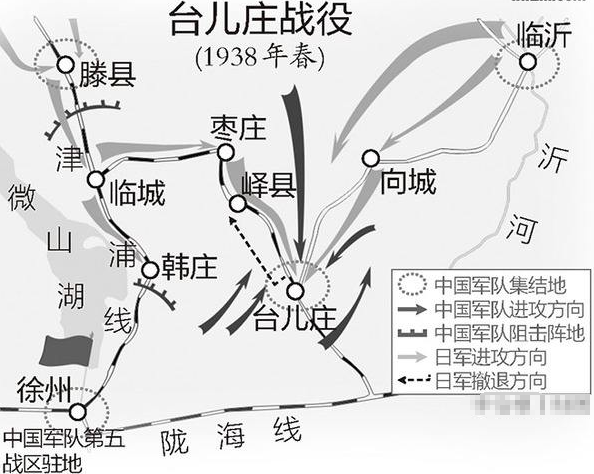 台儿庄战役
(1938年春)
临沂
滕县
枣庄
津
临城
峄县
向城
沂
微
山
湖
浦
韩庄
河
台儿庄
线
徐州
中国军队第五
战区驻地
陇海线
中国军队集结地
中国军队进攻方向
中国军队阻击阵地
日军进攻方向
日军撤退方向